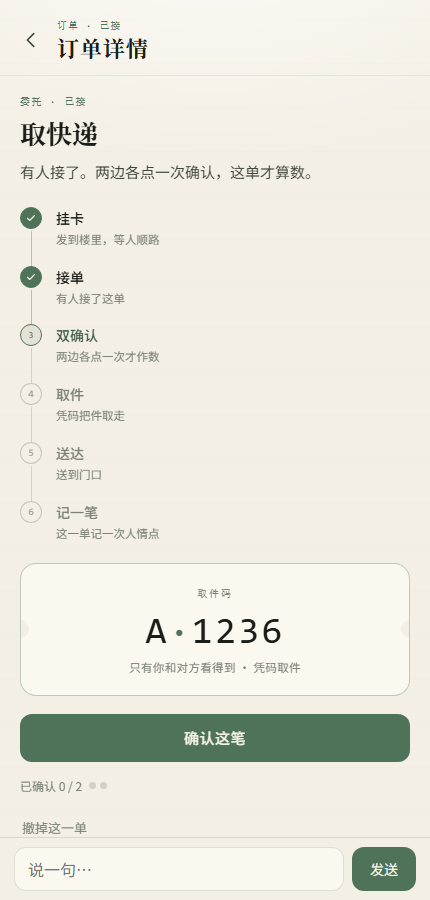 订单 · 已接
订单详情
委托 · 已接
取快递
有人接了。两边各点一次确认，这单才算数。
挂卡
发到楼里，等人顺路
接单
有人接了这单
3
双确认
两边各点一次才作数
4
取件
凭码把件取走
5
送达
送到门口
6
记一笔
这一单记一次人情点
取件码
A·1236
只有你和对方看得到 · 凭码取件
确认这笔
已确认 0 / 2
撤掉这一单
说一句…
发送